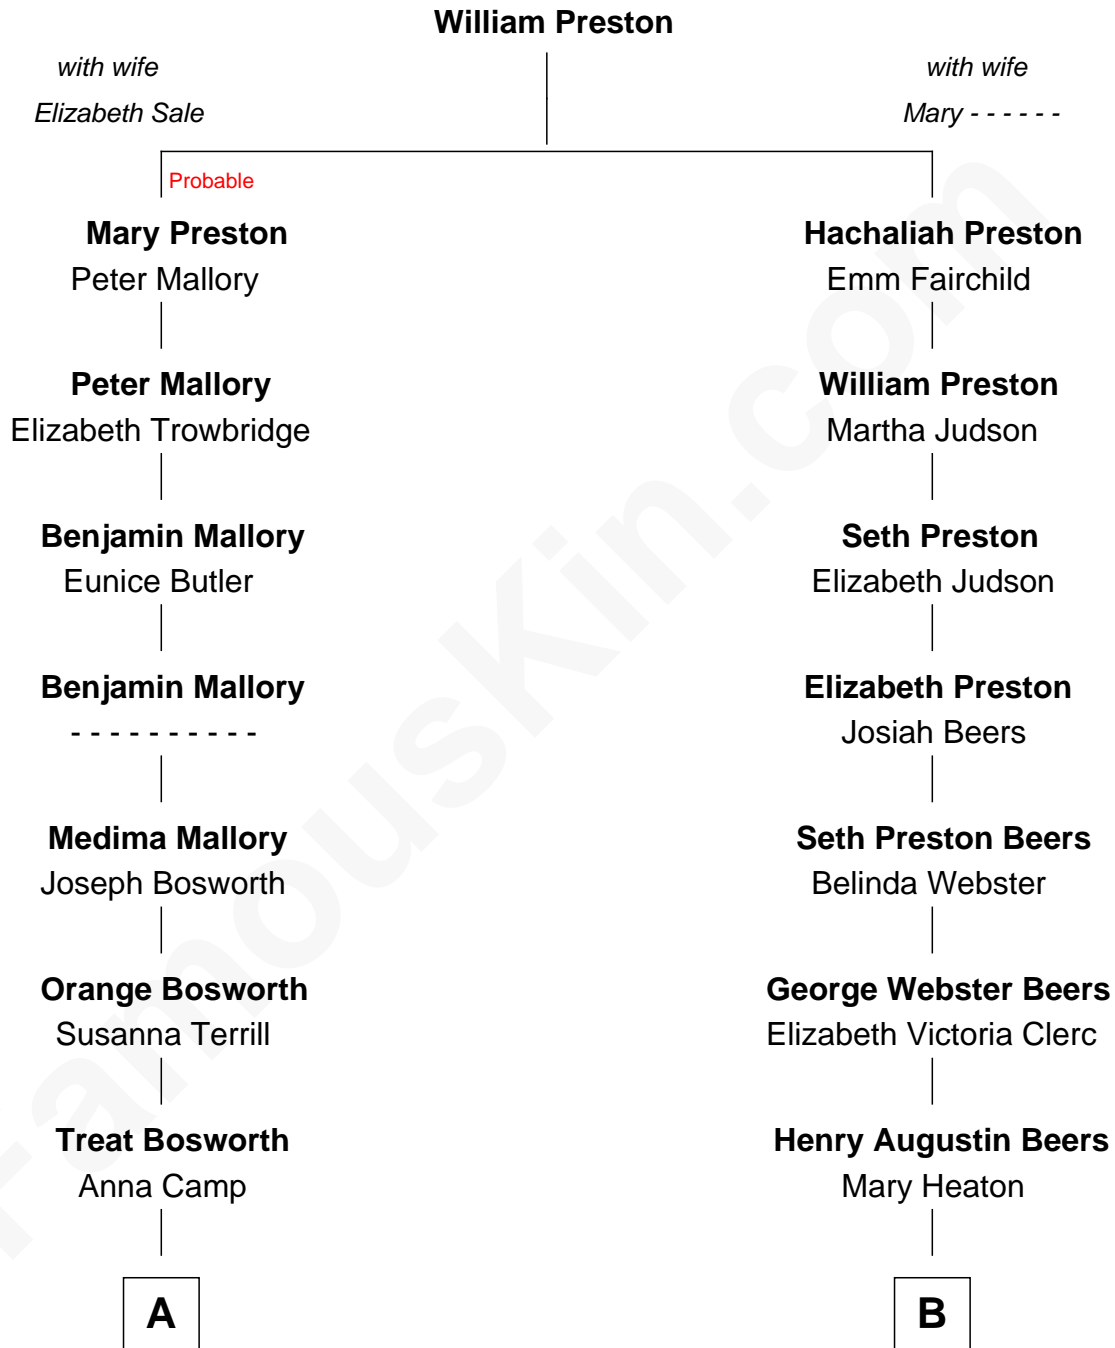 William Preston
with wife
Elizabeth Sale
with wife
Mary - - - - - -
Probable
Mary Preston
Peter Mallory
Hachaliah Preston
Emm Fairchild
Peter Mallory
Elizabeth Trowbridge
William Preston
Martha Judson
Benjamin Mallory
Eunice Butler
Seth Preston
Elizabeth Judson
Benjamin Mallory
- - - - - - - - - -
Elizabeth Preston
Josiah Beers
Medima Mallory
Joseph Bosworth
Seth Preston Beers
Belinda Webster
Orange Bosworth
Susanna Terrill
George Webster Beers
Elizabeth Victoria Clerc
Treat Bosworth
Anna Camp
Henry Augustin Beers
Mary Heaton
A
B
FamousKin.com